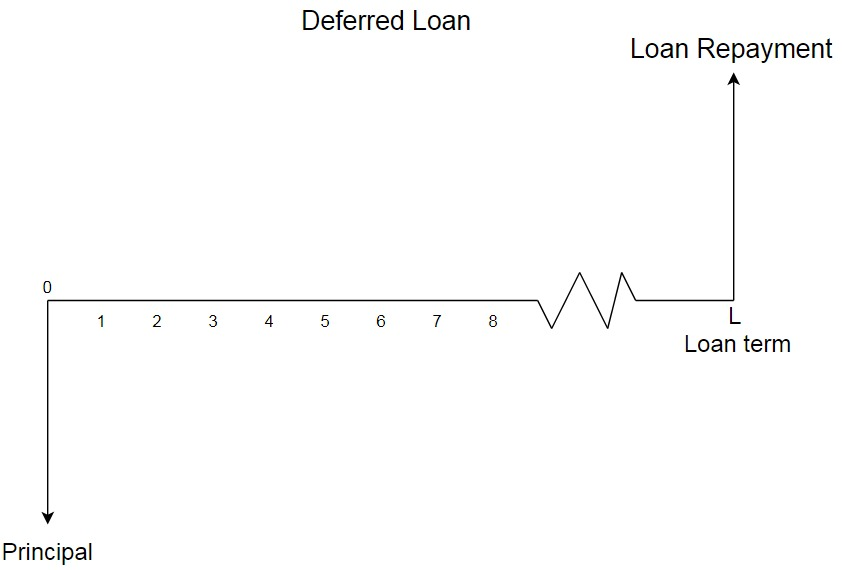 Deferred Loan
Loan Repayment
0
1 2 3 4 5 6 7 8
L
Loan term
Principal